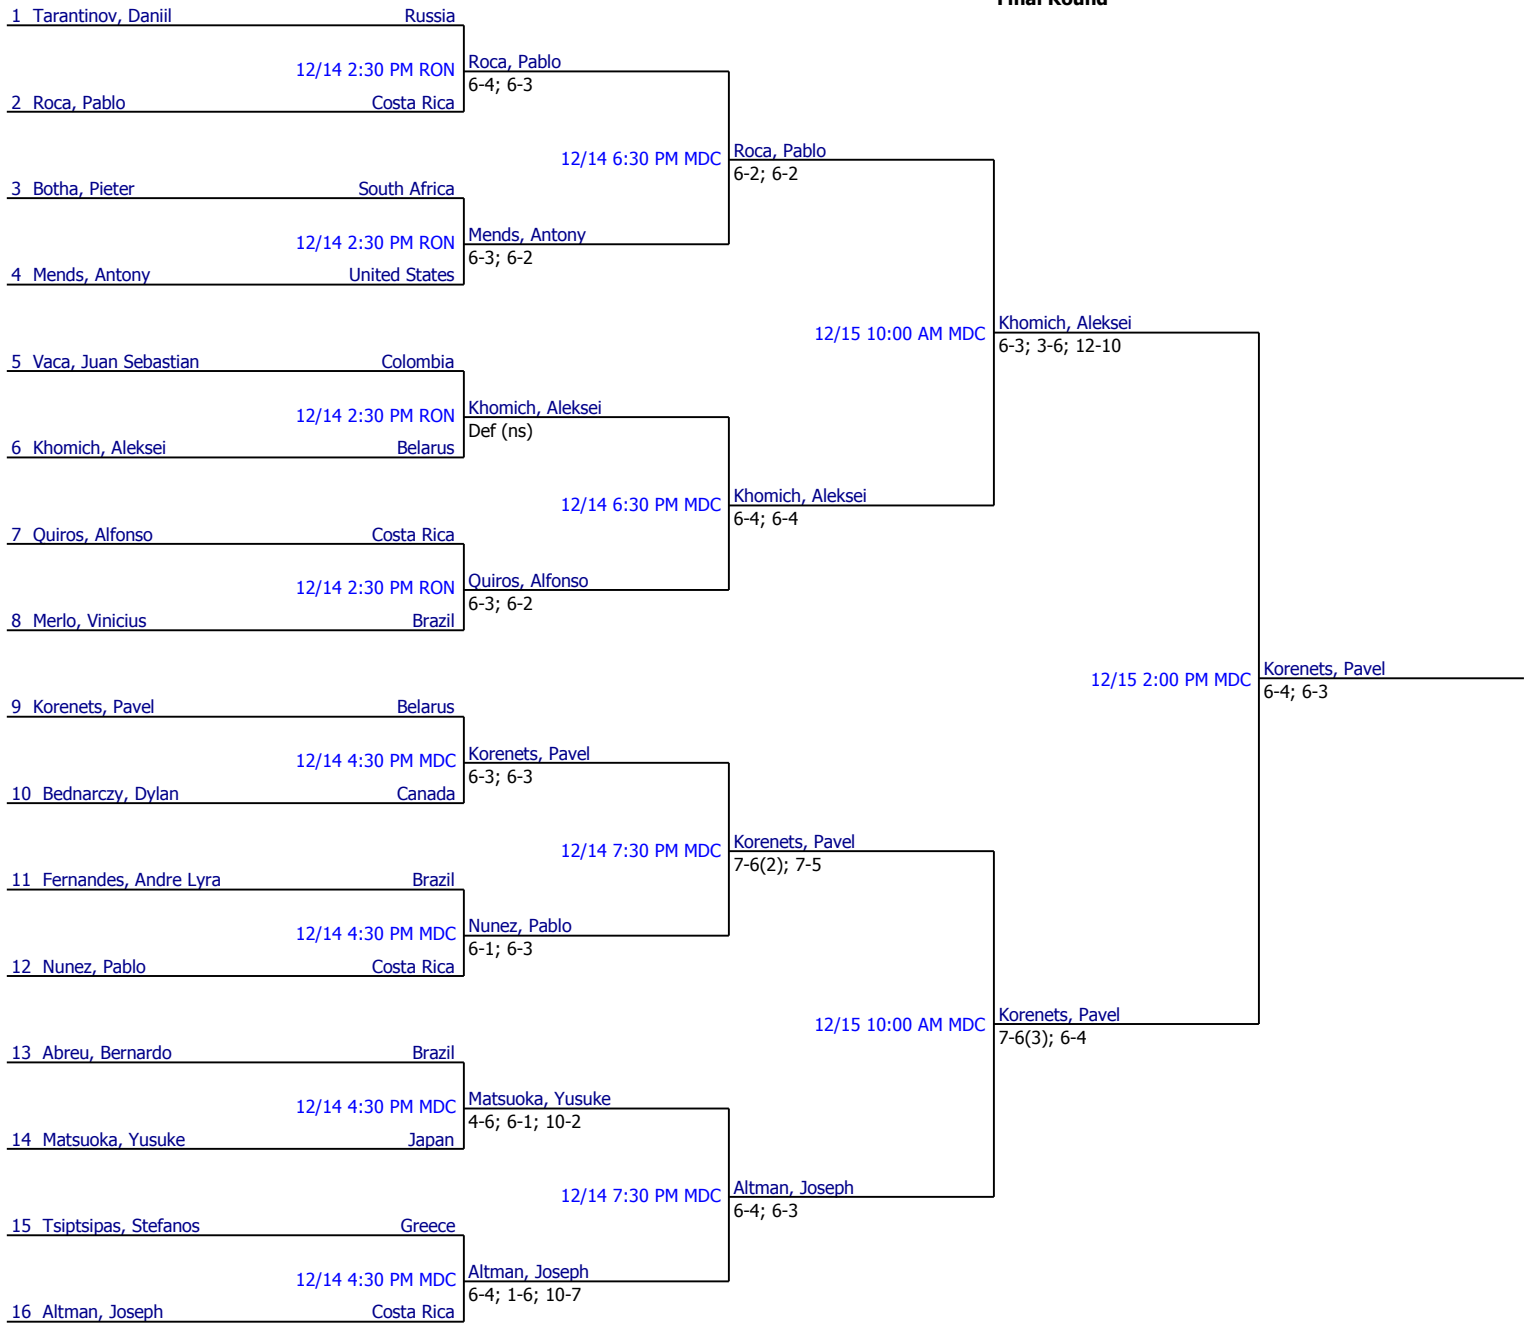 Final Round
1 Tarantinov, Daniil Russia
12/14 2:30 PM RON
Roca, Pablo
6-4; 6-3
2 Roca, Pablo Costa Rica
12/14 6:30 PM MDC
Roca, Pablo
6-2; 6-2
3 Botha, Pieter South Africa
12/14 2:30 PM RON
Mends, Antony
6-3; 6-2
4 Mends, Antony United States
12/15 10:00 AM MDC
Khomich, Aleksei
6-3; 3-6; 12-10
5 Vaca, Juan Sebastian Colombia
12/14 2:30 PM RON
Khomich, Aleksei
Def (ns)
6 Khomich, Aleksei Belarus
12/14 6:30 PM MDC
Khomich, Aleksei
6-4; 6-4
7 Quiros, Alfonso Costa Rica
12/14 2:30 PM RON
Quiros, Alfonso
6-3; 6-2
8 Merlo, Vinicius Brazil
12/15 2:00 PM MDC
Korenets, Pavel
6-4; 6-3
9 Korenets, Pavel Belarus
12/14 4:30 PM MDC
Korenets, Pavel
6-3; 6-3
10 Bednarczy, Dylan Canada
12/14 7:30 PM MDC
Korenets, Pavel
7-6(2); 7-5
11 Fernandes, Andre Lyra Brazil
12/14 4:30 PM MDC
Nunez, Pablo
6-1; 6-3
12 Nunez, Pablo Costa Rica
12/15 10:00 AM MDC
Korenets, Pavel
7-6(3); 6-4
13 Abreu, Bernardo Brazil
12/14 4:30 PM MDC
Matsuoka, Yusuke
4-6; 6-1; 10-2
14 Matsuoka, Yusuke Japan
12/14 7:30 PM MDC
Altman, Joseph
6-4; 6-3
15 Tsiptsipas, Stefanos Greece
12/14 4:30 PM MDC
Altman, Joseph
6-4; 1-6; 10-7
16 Altman, Joseph Costa Rica